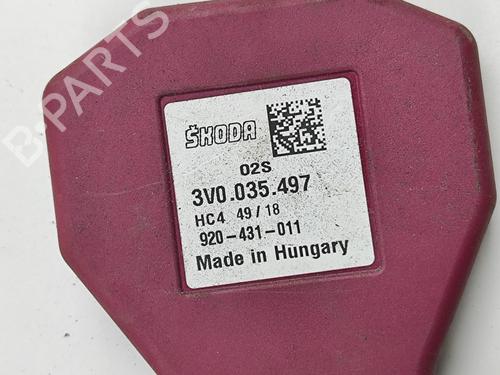 B-PARTS
ŠKODA
02S
3V0.035.497
HC4 49/18
920-431-011
Made in Hungary